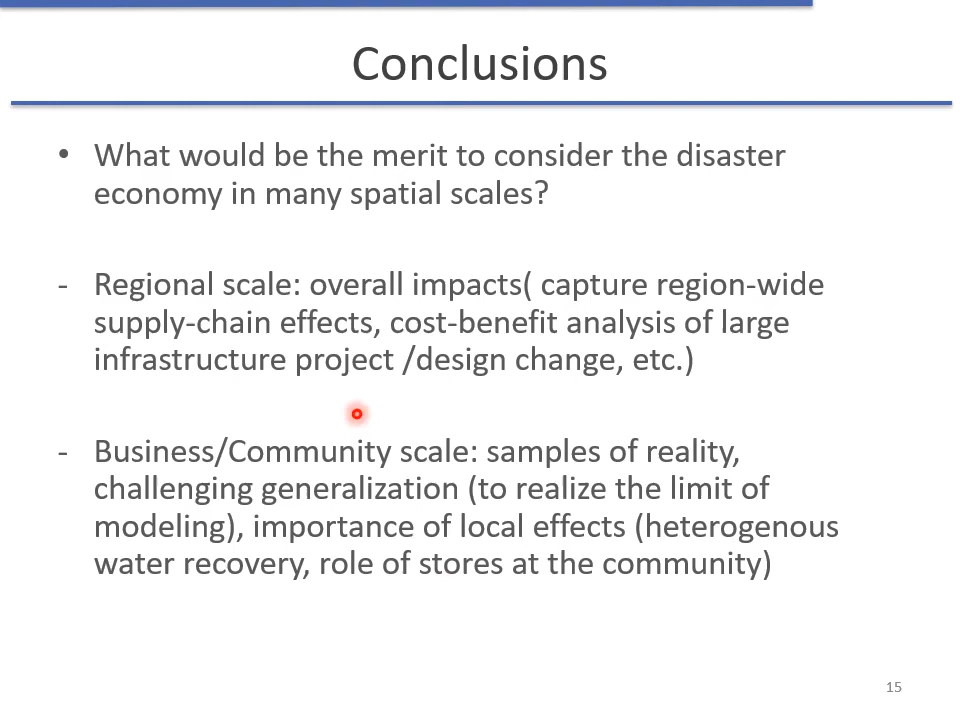 Conclusions
• What would be the merit to consider the disaster
economy in many spatial scales?
- Regional scale: overall impacts( capture region-wide
supply-chain effects, cost-benefit analysis of large
infrastructure project /design change, etc.)
- Business/Community scale: samples of reality,
challenging generalization (to realize the limit of
modeling), importance of local effects (heterogenous
water recovery, role of stores at the community)
15